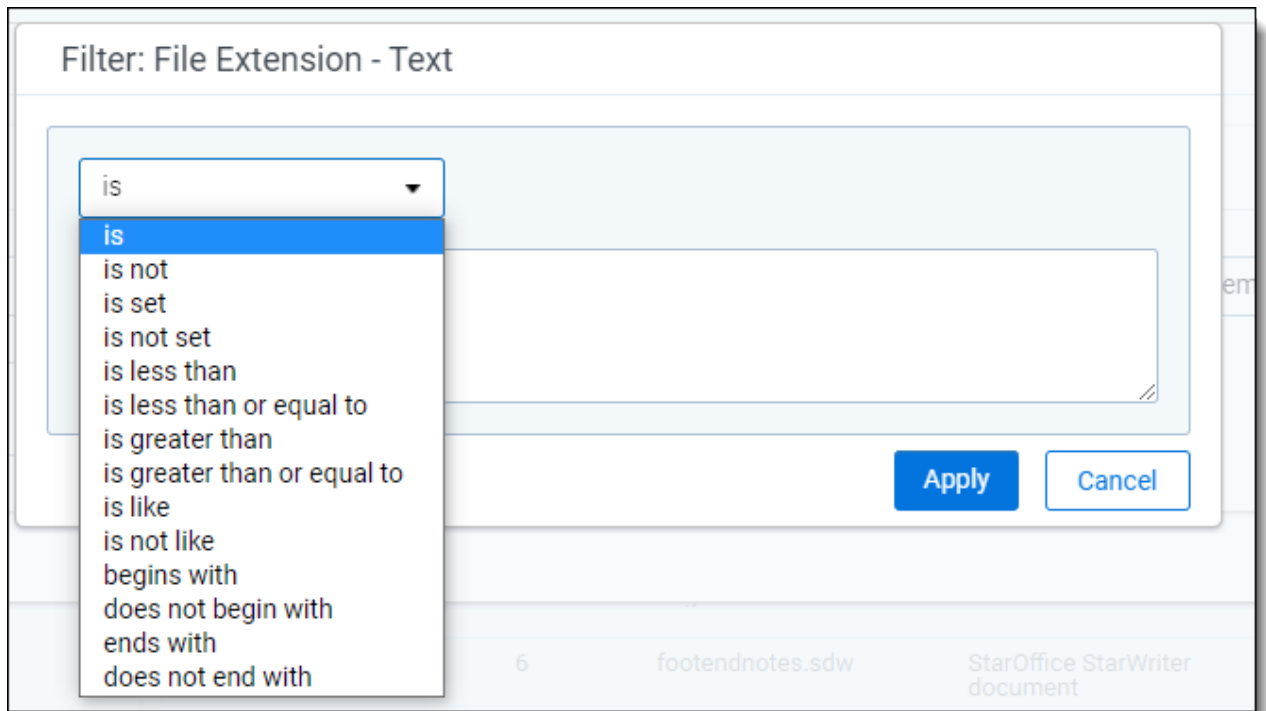 Filter: File Extension - Text
is
is
is not
is set
is not set
is less than
is less than or equal to
is greater than
is greater than or equal to
is like
is not like
begins with
does not begin with
ends with
does not end with
Apply
Cancel
em
6
footendnotes.sdw
StarOffice StarWriter
document